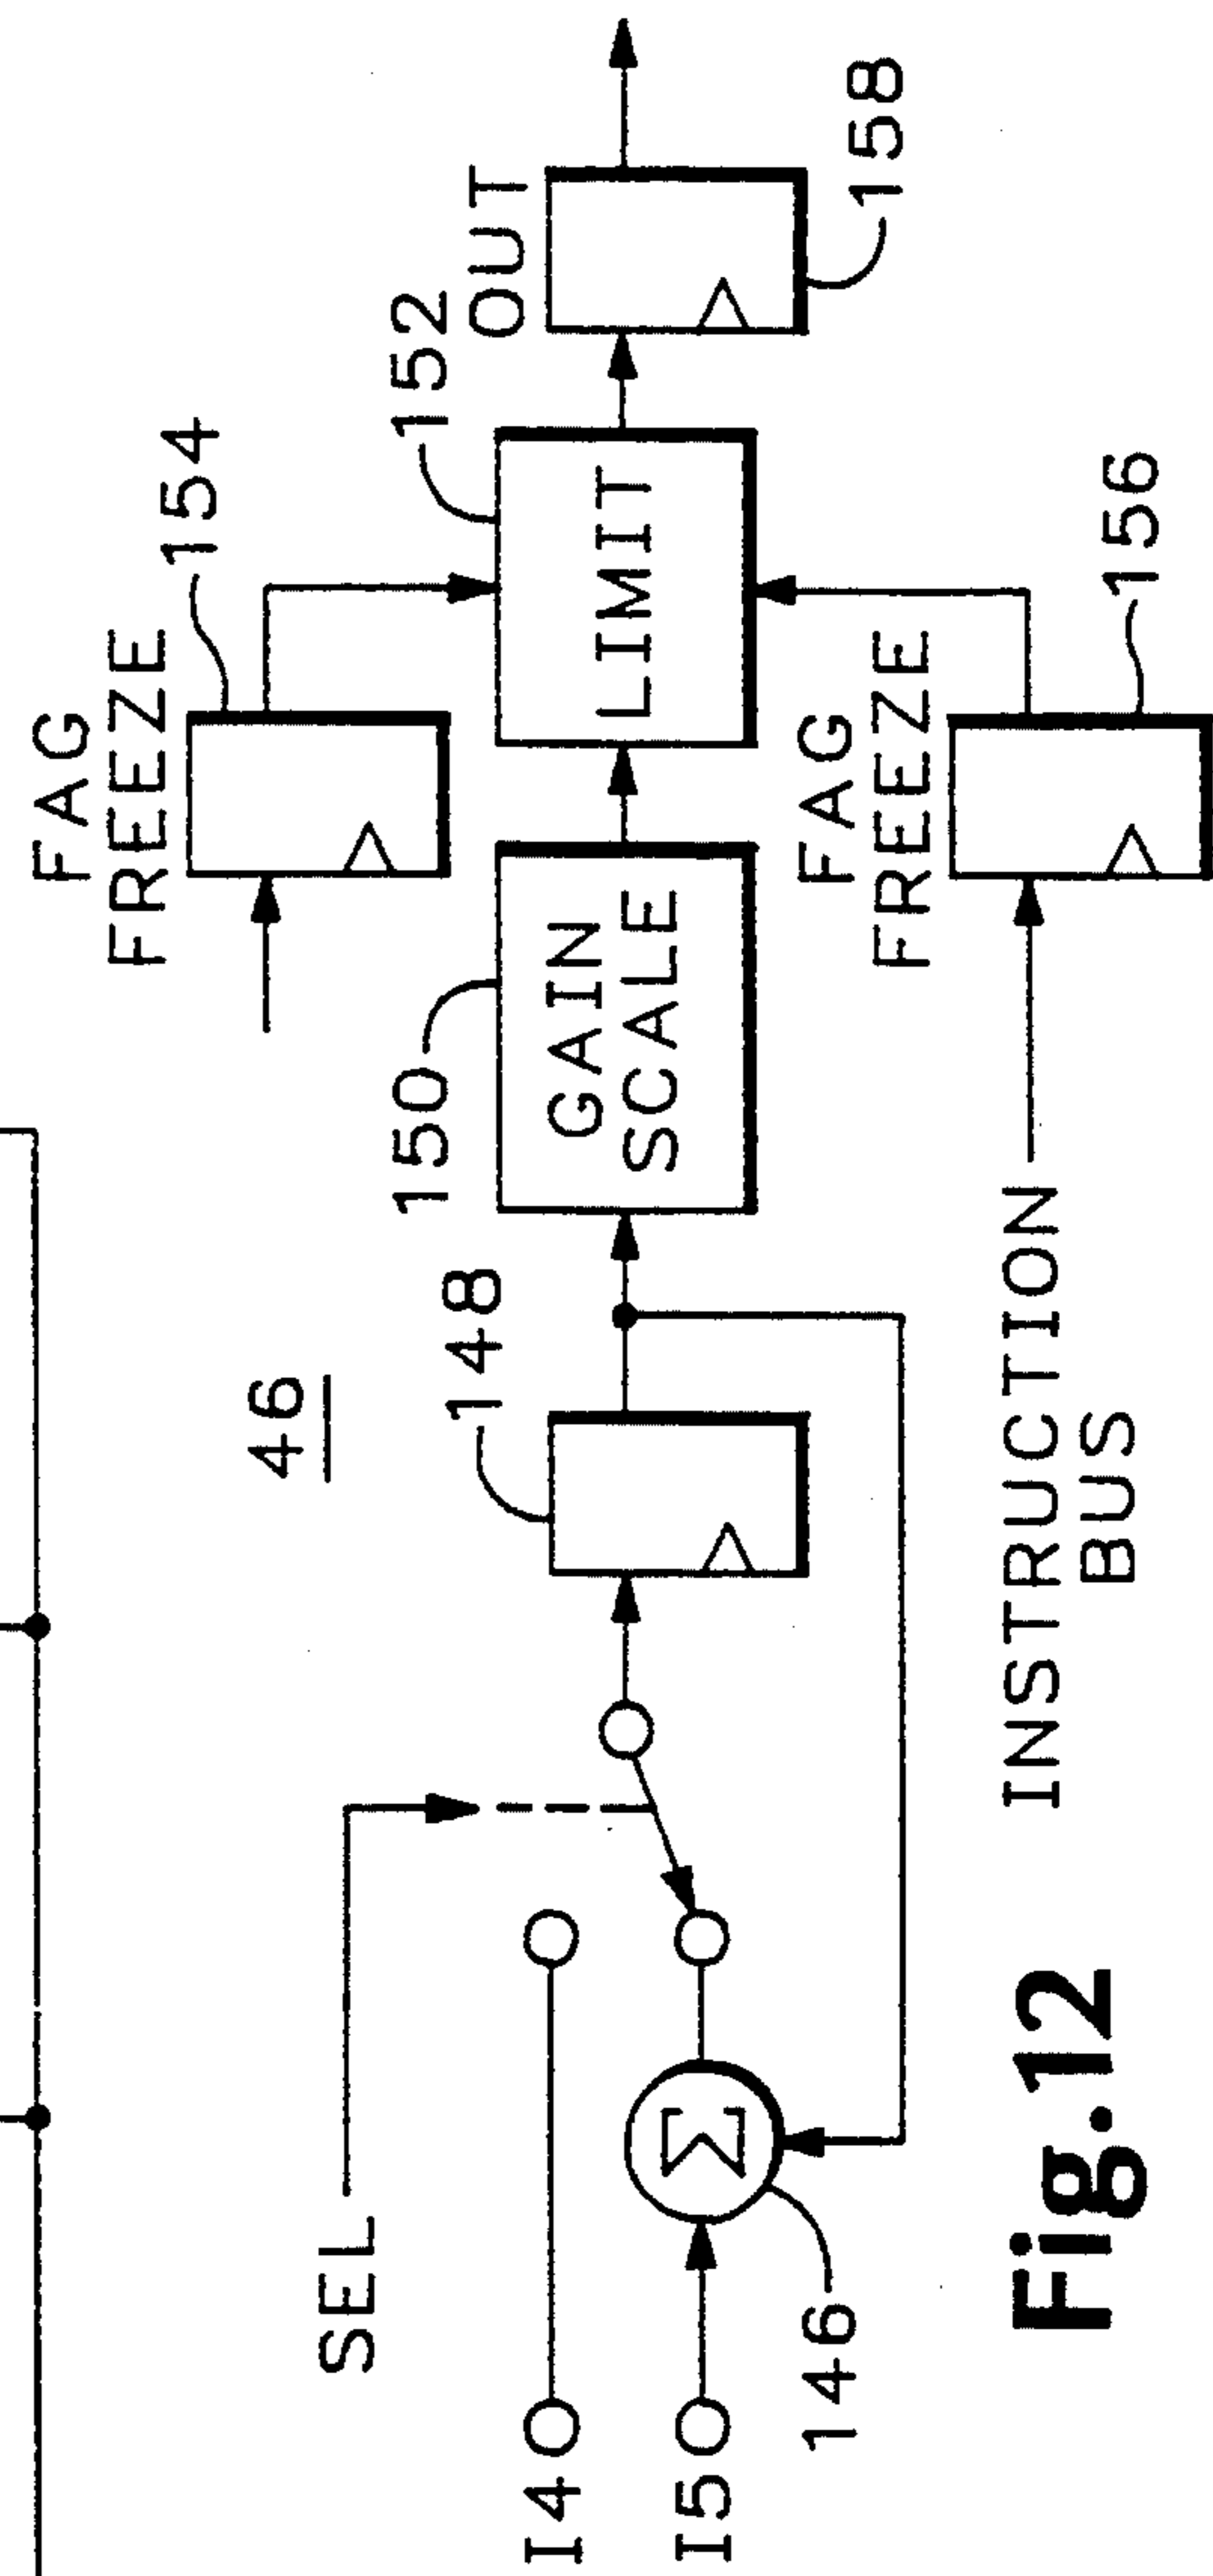 46
SEL
I4
I5
146
148
150
GAIN
SCALE
FAG
FREEZE
154
152
LIMIT
OUT
158
FAG
FREEZE
156
INSTRUCTION
BUS
Σ
Fig.12